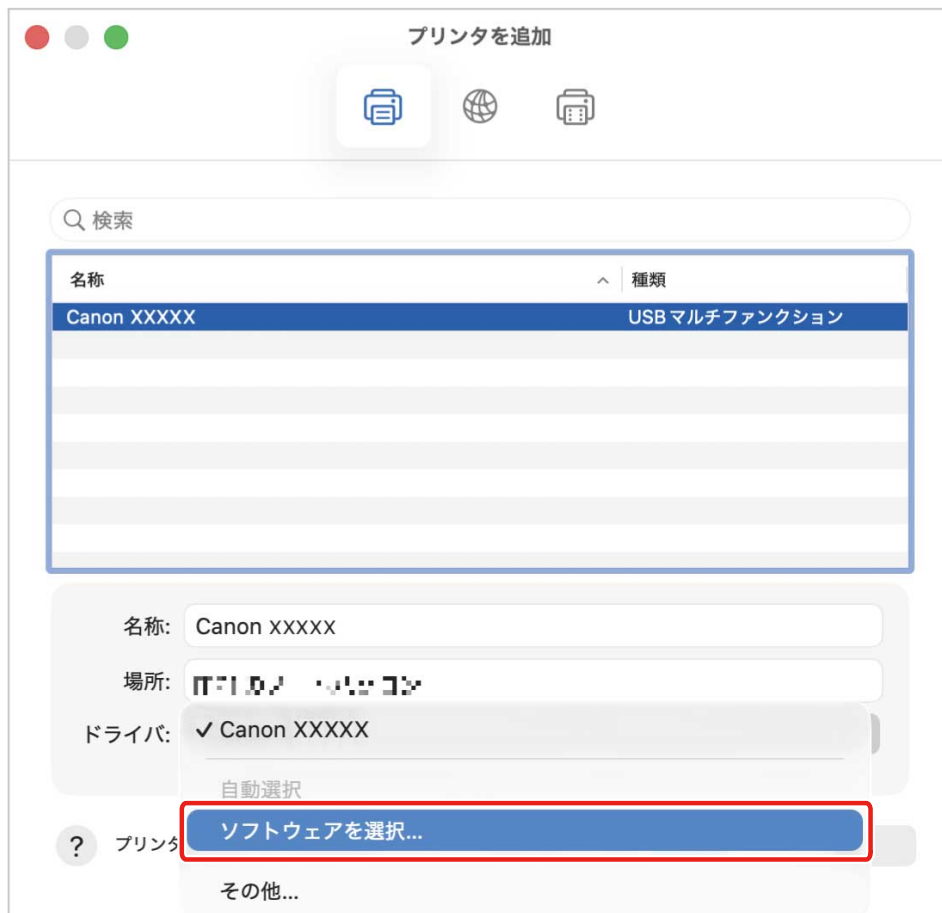 プリンタを追加
検索
名称 種類
Canon XXXXX USBマルチファンクション
名称: Canon XXXXX
場所:
ドライバ: ✓ Canon XXXXX
自動選択
ソフトウェアを選択...
? プリンタ
その他...